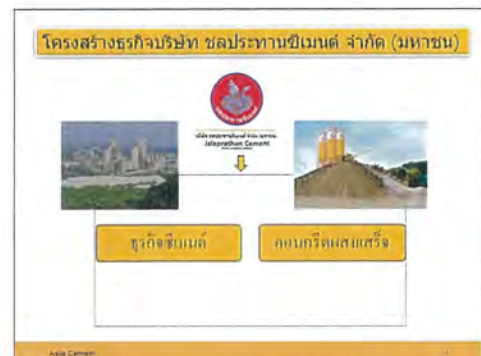 โครงสร้างธุรกิจบริษัท ชลประทานซีเมนต์ จำกัด (มหาชน)
Jalaprathan Cement
ธุรกิจซีเมนต์
คอนกรีตผสมเสร็จ
Asia Cement